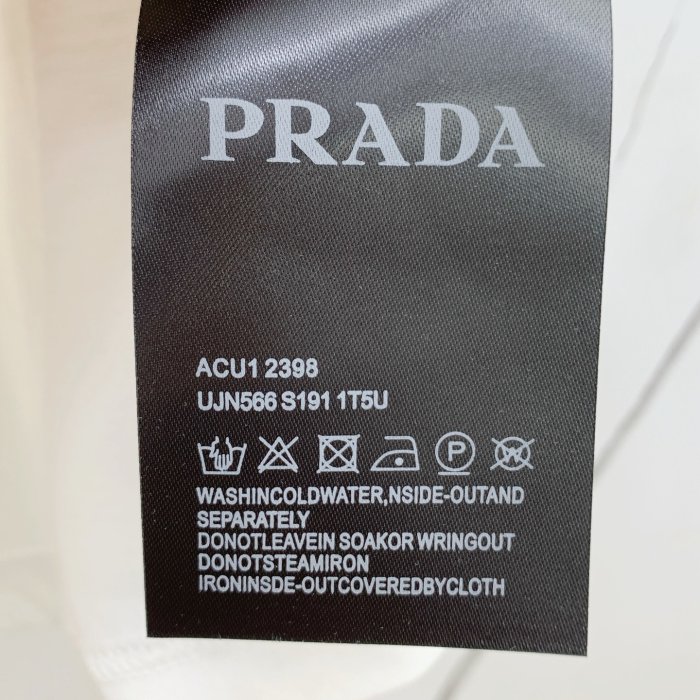 PRADA
ACU1 2398
UJN566 S191 1T5U
P W
WASHINCOLDWATER,NSIDE-OUTAND
SEPARATELY
DONOTLEAVEIN SOAKOR WRINGOUT
DONOTSTEAMIRON
IRONINSDE-OUTCOVEREDBYCLOTH